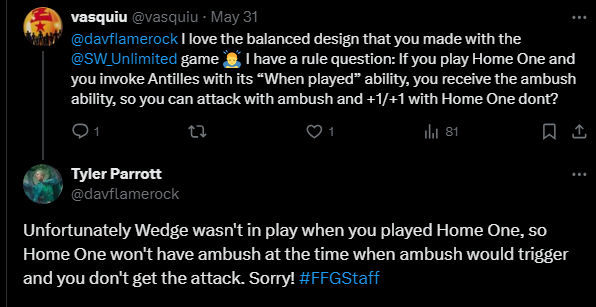 vasquiu @vasquiu · May 31
@davflamerock I love the balanced design that you made with the
@SW_Unlimited game 🤦‍♂️ I have a rule question: If you play Home One and
you invoke Antilles with its “When played” ability, you receive the ambush
ability, so you can attack with ambush and +1/+1 with Home One dont?
1 1 81
Tyler Parrott
@davflamerock
Unfortunately Wedge wasn't in play when you played Home One, so
Home One won't have ambush at the time when ambush would trigger
and you don't get the attack. Sorry! #FFGStaff